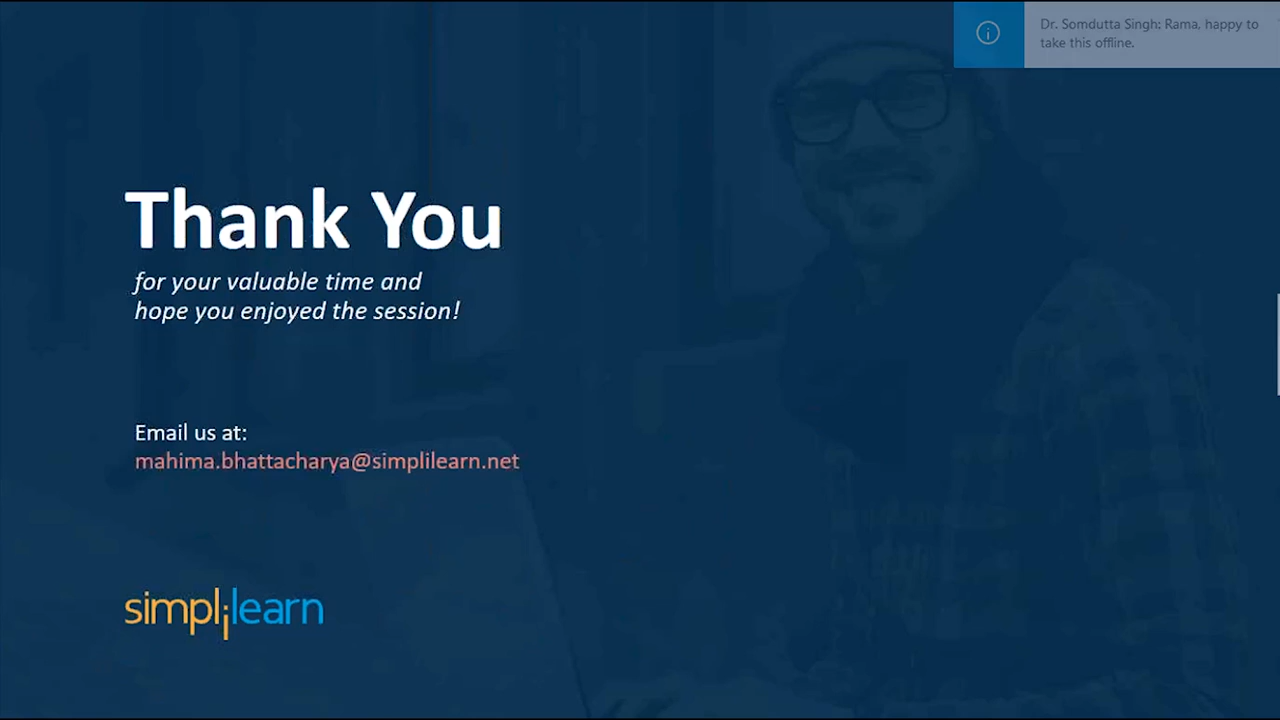 Dr. Somdutta Singh: Rama, happy to
take this offline.
Thank You
for your valuable time and
hope you enjoyed the session!
Email us at:
mahima.bhattacharya@simplilearn.net
simplilearn